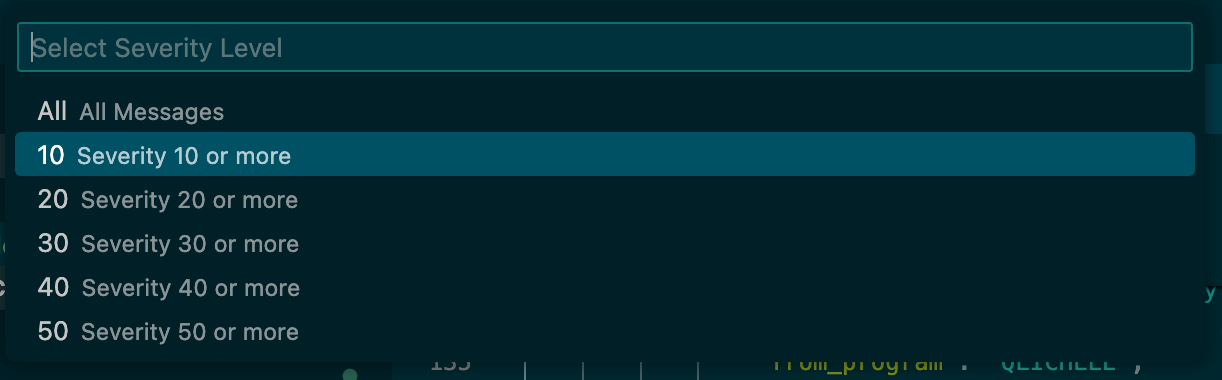 Select Severity Level
All All Messages
10 Severity 10 or more
20 Severity 20 or more
30 Severity 30 or more
40 Severity 40 or more
50 Severity 50 or more
from_program